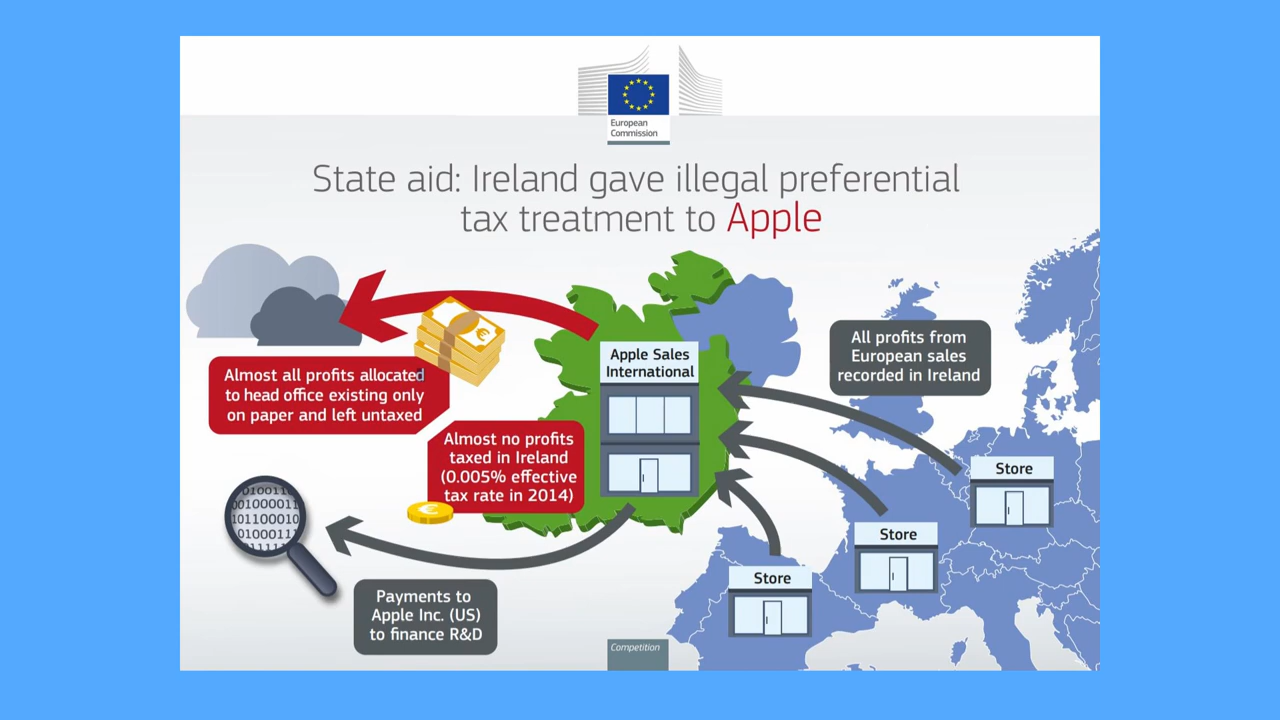 European
Commission
State aid: Ireland gave illegal preferential
tax treatment to Apple
Apple Sales
International
All profits from
European sales
recorded in Ireland
Almost all profits allocated
to head office existing only
on paper and left untaxed
Almost no profits
taxed in Ireland
(0.005% effective
tax rate in 2014)
Store
Store
Store
Payments to
Apple Inc. (US)
to finance R&D
Competition